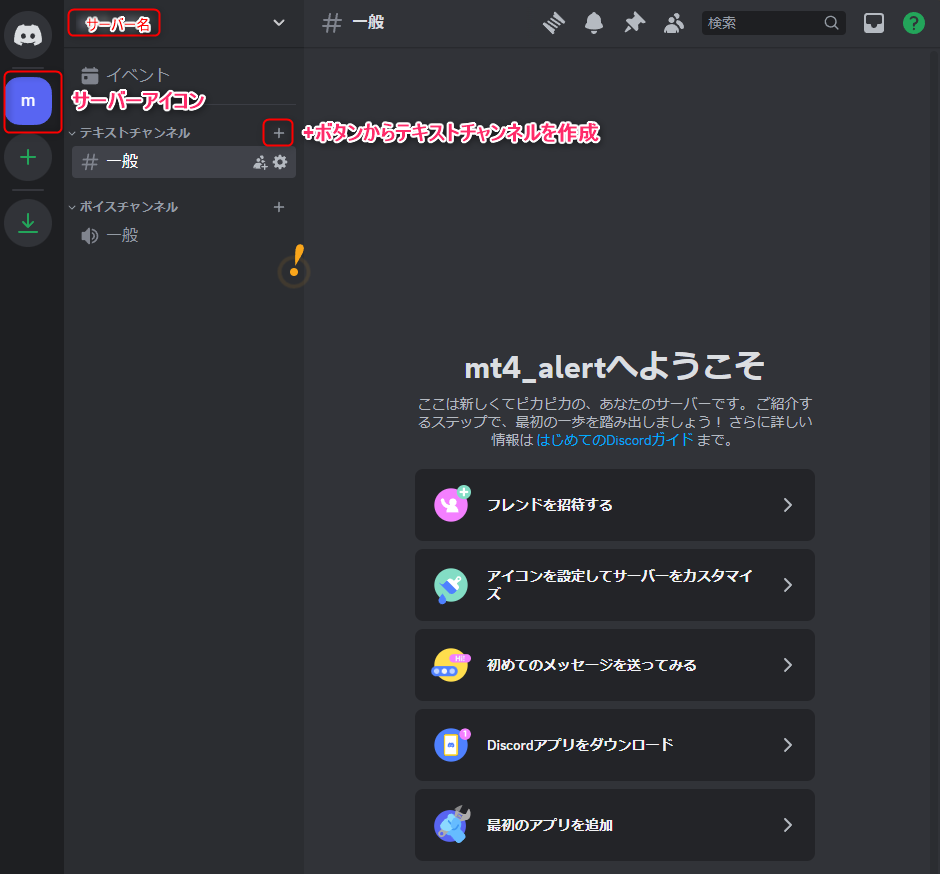 サーバー名
# 一般
検索
イベント
m
サーバーアイコン
テキストチャンネル
+
+ボタンからテキストチャンネルを作成
# 一般
ボイスチャンネル
+
一般
mt4_alertへようこそ
ここは新しくてピカピカの、あなたのサーバーです。ご紹介す
るステップで、最初の一歩を踏み出しましょう！さらに詳しい
情報は はじめてのDiscordガイド まで。
フレンドを招待する
アイコンを設定してサーバーをカスタマイ
ズ
Hi!
初めてのメッセージを送ってみる
1
Discordアプリをダウンロード
最初のアプリを追加